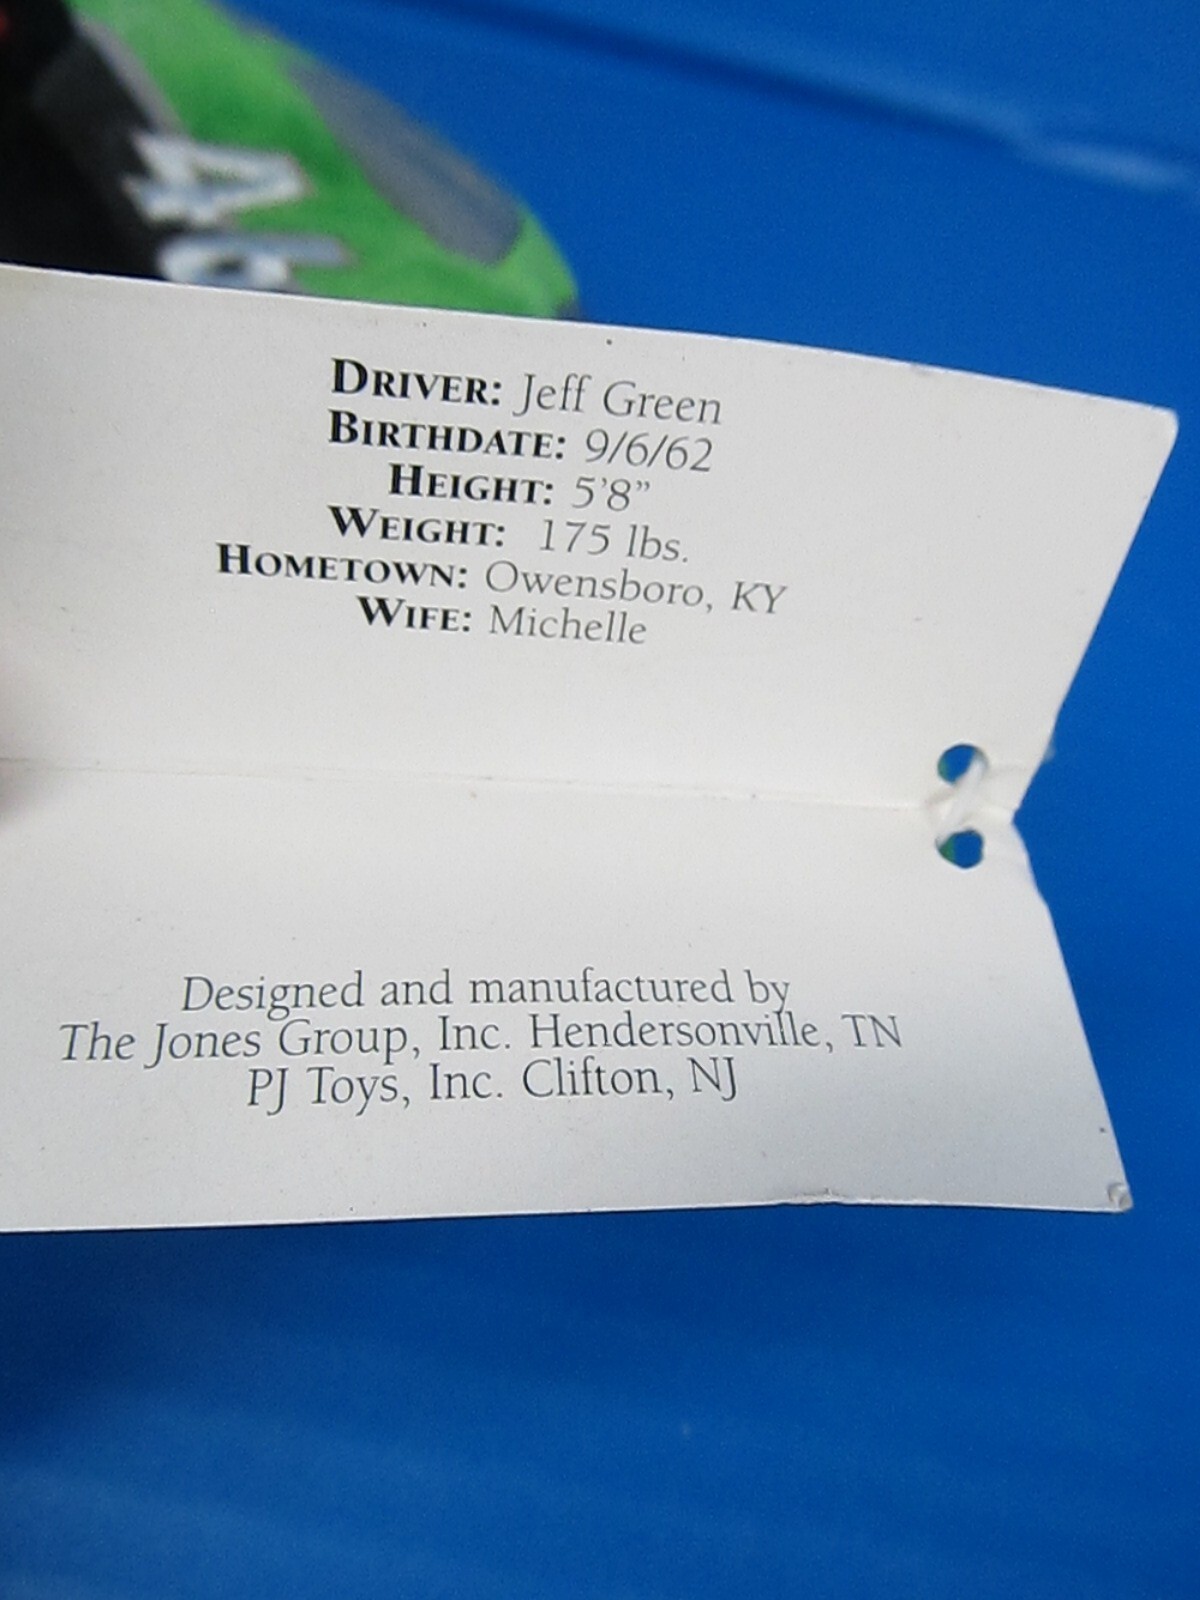 DRIVER: Jeff Green
BIRTHDATE: 9/6/62
HEIGHT: 5'8"
WEIGHT: 175 lbs.
HOMETOWN: Owensboro, KY
WIFE: Michelle
Designed and manufactured by
The Jones Group, Inc. Hendersonville, TN
PJ Toys, Inc. Clifton, NJ